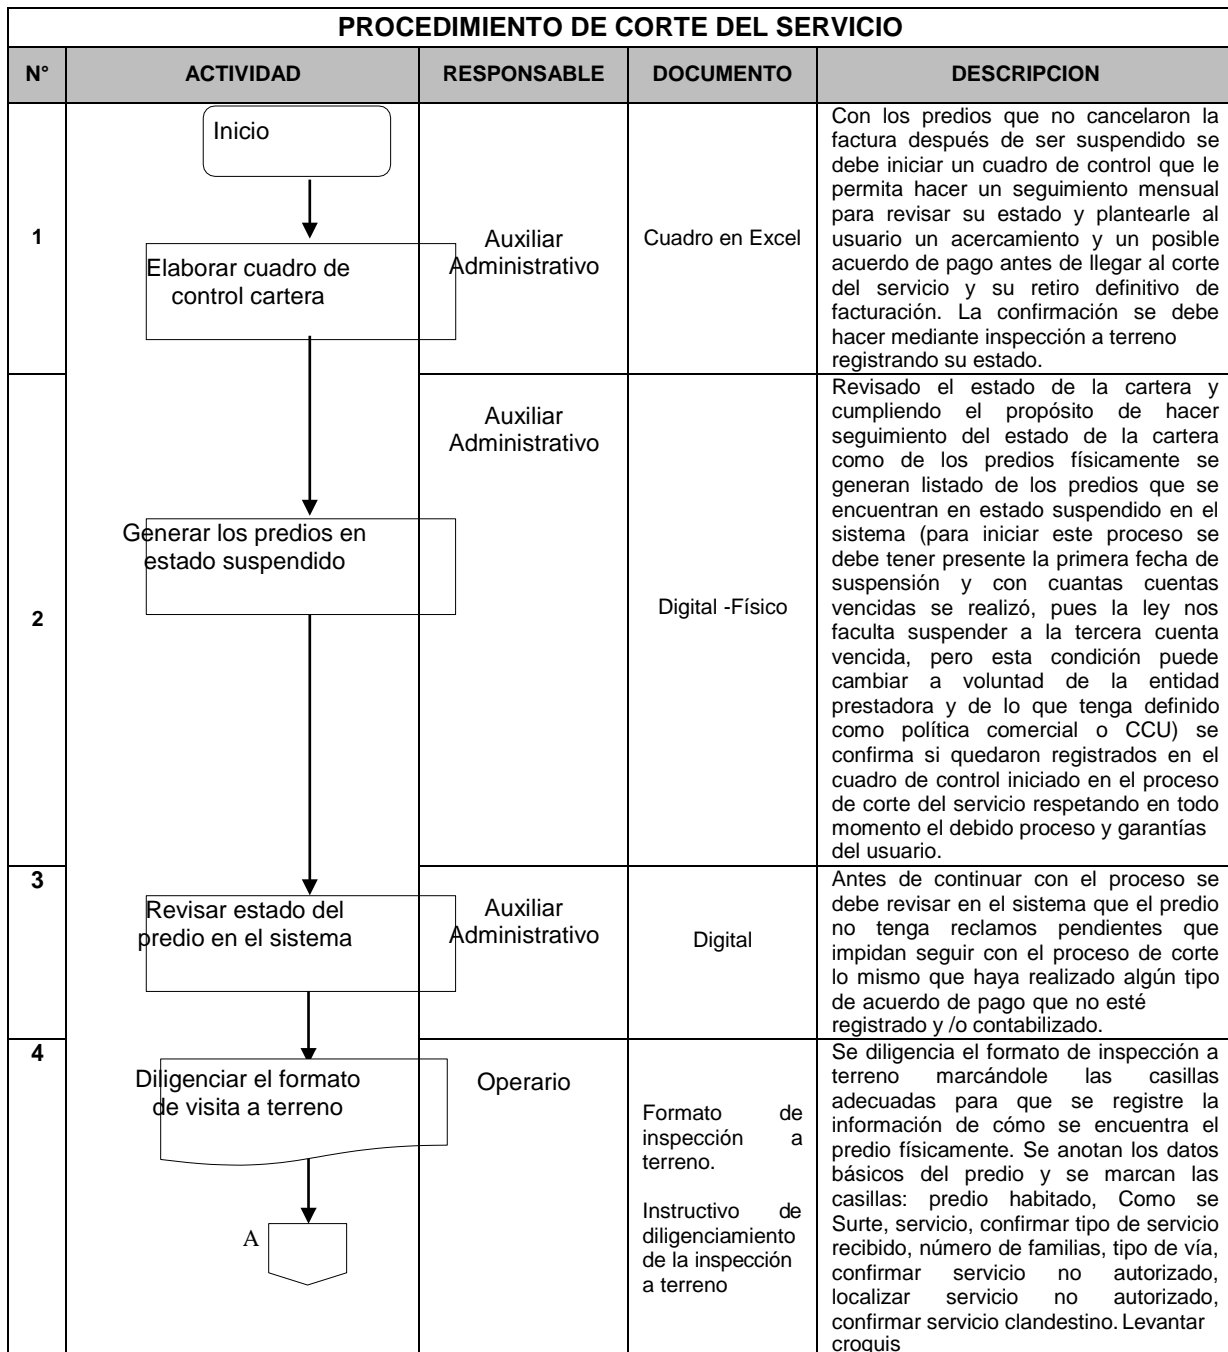 PROCEDIMIENTO DE CORTE DEL SERVICIO
N° ACTIVIDAD RESPONSABLE DOCUMENTO DESCRIPCION
1
Inicio
Elaborar cuadro de
control cartera
Auxiliar
Administrativo
Cuadro en Excel
Con los predios que no cancelaron la
factura después de ser suspendido se
debe iniciar un cuadro de control que le
permita hacer un seguimiento mensual
para revisar su estado y plantearle al
usuario un acercamiento y un posible
acuerdo de pago antes de llegar al corte
del servicio y su retiro definitivo de
facturación. La confirmación se debe
hacer mediante inspección a terreno
registrando su estado.
2
Generar los predios en
estado suspendido
Auxiliar
Administrativo
Digital -Físico
Revisado el estado de la cartera y
cumpliendo el propósito de hacer
seguimiento del estado de la cartera
como de los predios físicamente se
generan listado de los predios que se
encuentran en estado suspendido en el
sistema (para iniciar este proceso se
debe tener presente la primera fecha de
suspensión y con cuantas cuentas
vencidas se realizó, pues la ley nos
faculta suspender a la tercera cuenta
vencida, pero esta condición puede
cambiar a voluntad de la entidad
prestadora y de lo que tenga definido
como política comercial o CCU) se
confirma si quedaron registrados en el
cuadro de control iniciado en el proceso
de corte del servicio respetando en todo
momento el debido proceso y garantías
del usuario.
3
Revisar estado del
predio en el sistema
Auxiliar
Administrativo
Digital
Antes de continuar con el proceso se
debe revisar en el sistema que el predio
no tenga reclamos pendientes que
impidan seguir con el proceso de corte
lo mismo que haya realizado algún tipo
de acuerdo de pago que no esté
registrado y /o contabilizado.
4
Diligenciar el formato
de visita a terreno
A
Operario
Formato de
inspección a
terreno.
Instructivo de
diligenciamiento
de la inspección
a terreno
Se diligencia el formato de inspección a
terreno marcándole las casillas
adecuadas para que se registre la
información de cómo se encuentra el
predio físicamente. Se anotan los datos
básicos del predio y se marcan las
casillas: predio habitado, Como se
Surte, servicio, confirmar tipo de servicio
recibido, número de familias, tipo de vía,
confirmar servicio no autorizado,
localizar servicio no autorizado,
confirmar servicio clandestino. Levantar
croquis